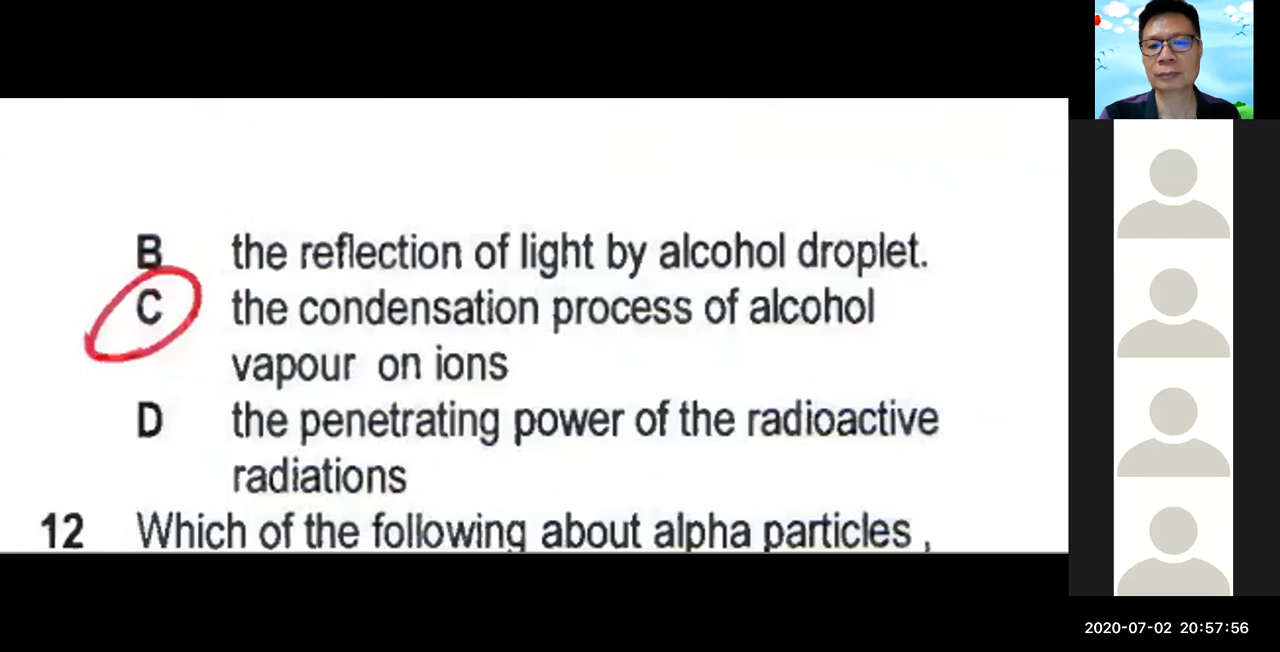 B the reflection of light by alcohol droplet.
C the condensation process of alcohol
vapour on ions
D the penetrating power of the radioactive
radiations
12 Which of the following about alpha particles ,
2020-07-02 20:57:56